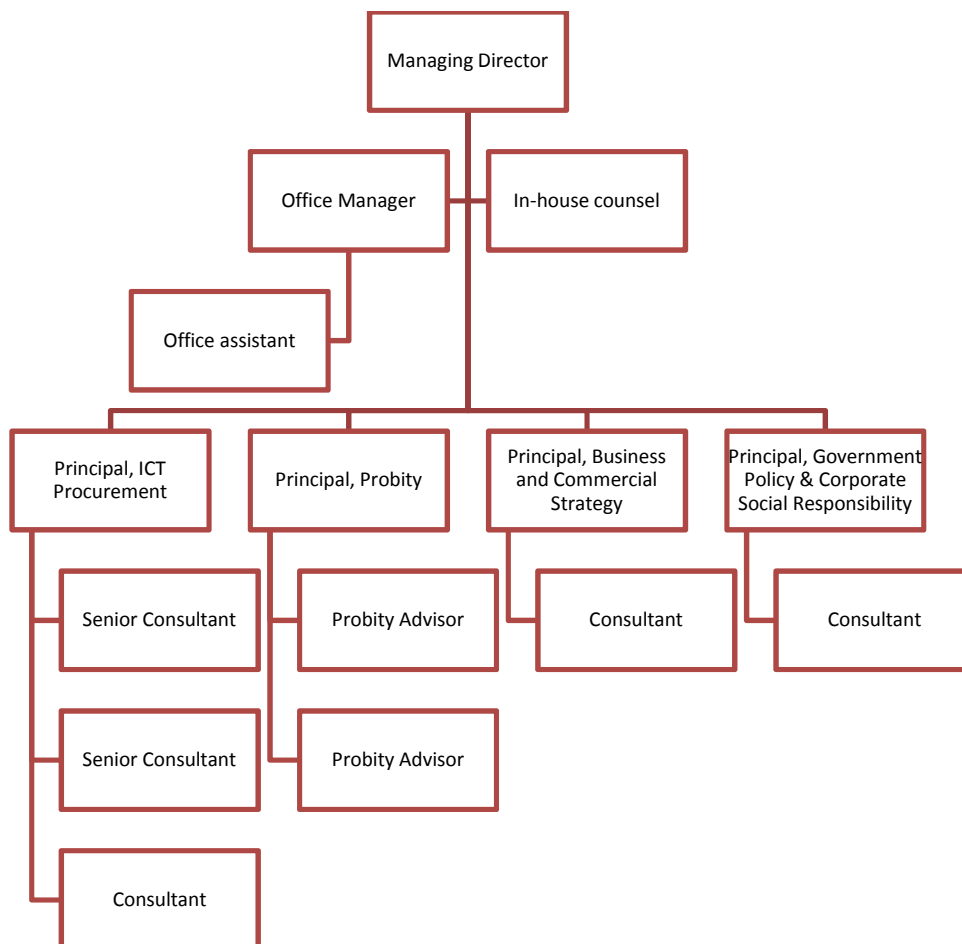 Managing Director
Office Manager
In-house counsel
Office assistant
Principal, ICT
Procurement
Principal, Probity
Principal, Business
and Commercial
Strategy
Principal, Government
Policy & Corporate
Social Responsibility
Senior Consultant
Probity Advisor
Consultant
Consultant
Senior Consultant
Probity Advisor
Consultant